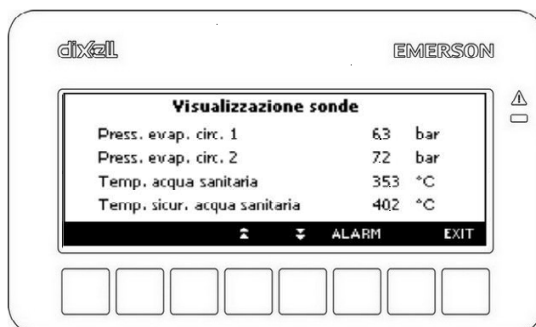 dixell EMERSON
Visualizzazione sonde
Press. evap. circ. 1 6.3 bar
Press. evap. circ. 2 7.2 bar
Temp. acqua sanitaria 35.3 °C
Temp. sicur. acqua sanitaria 40.2 °C
ALARM EXIT